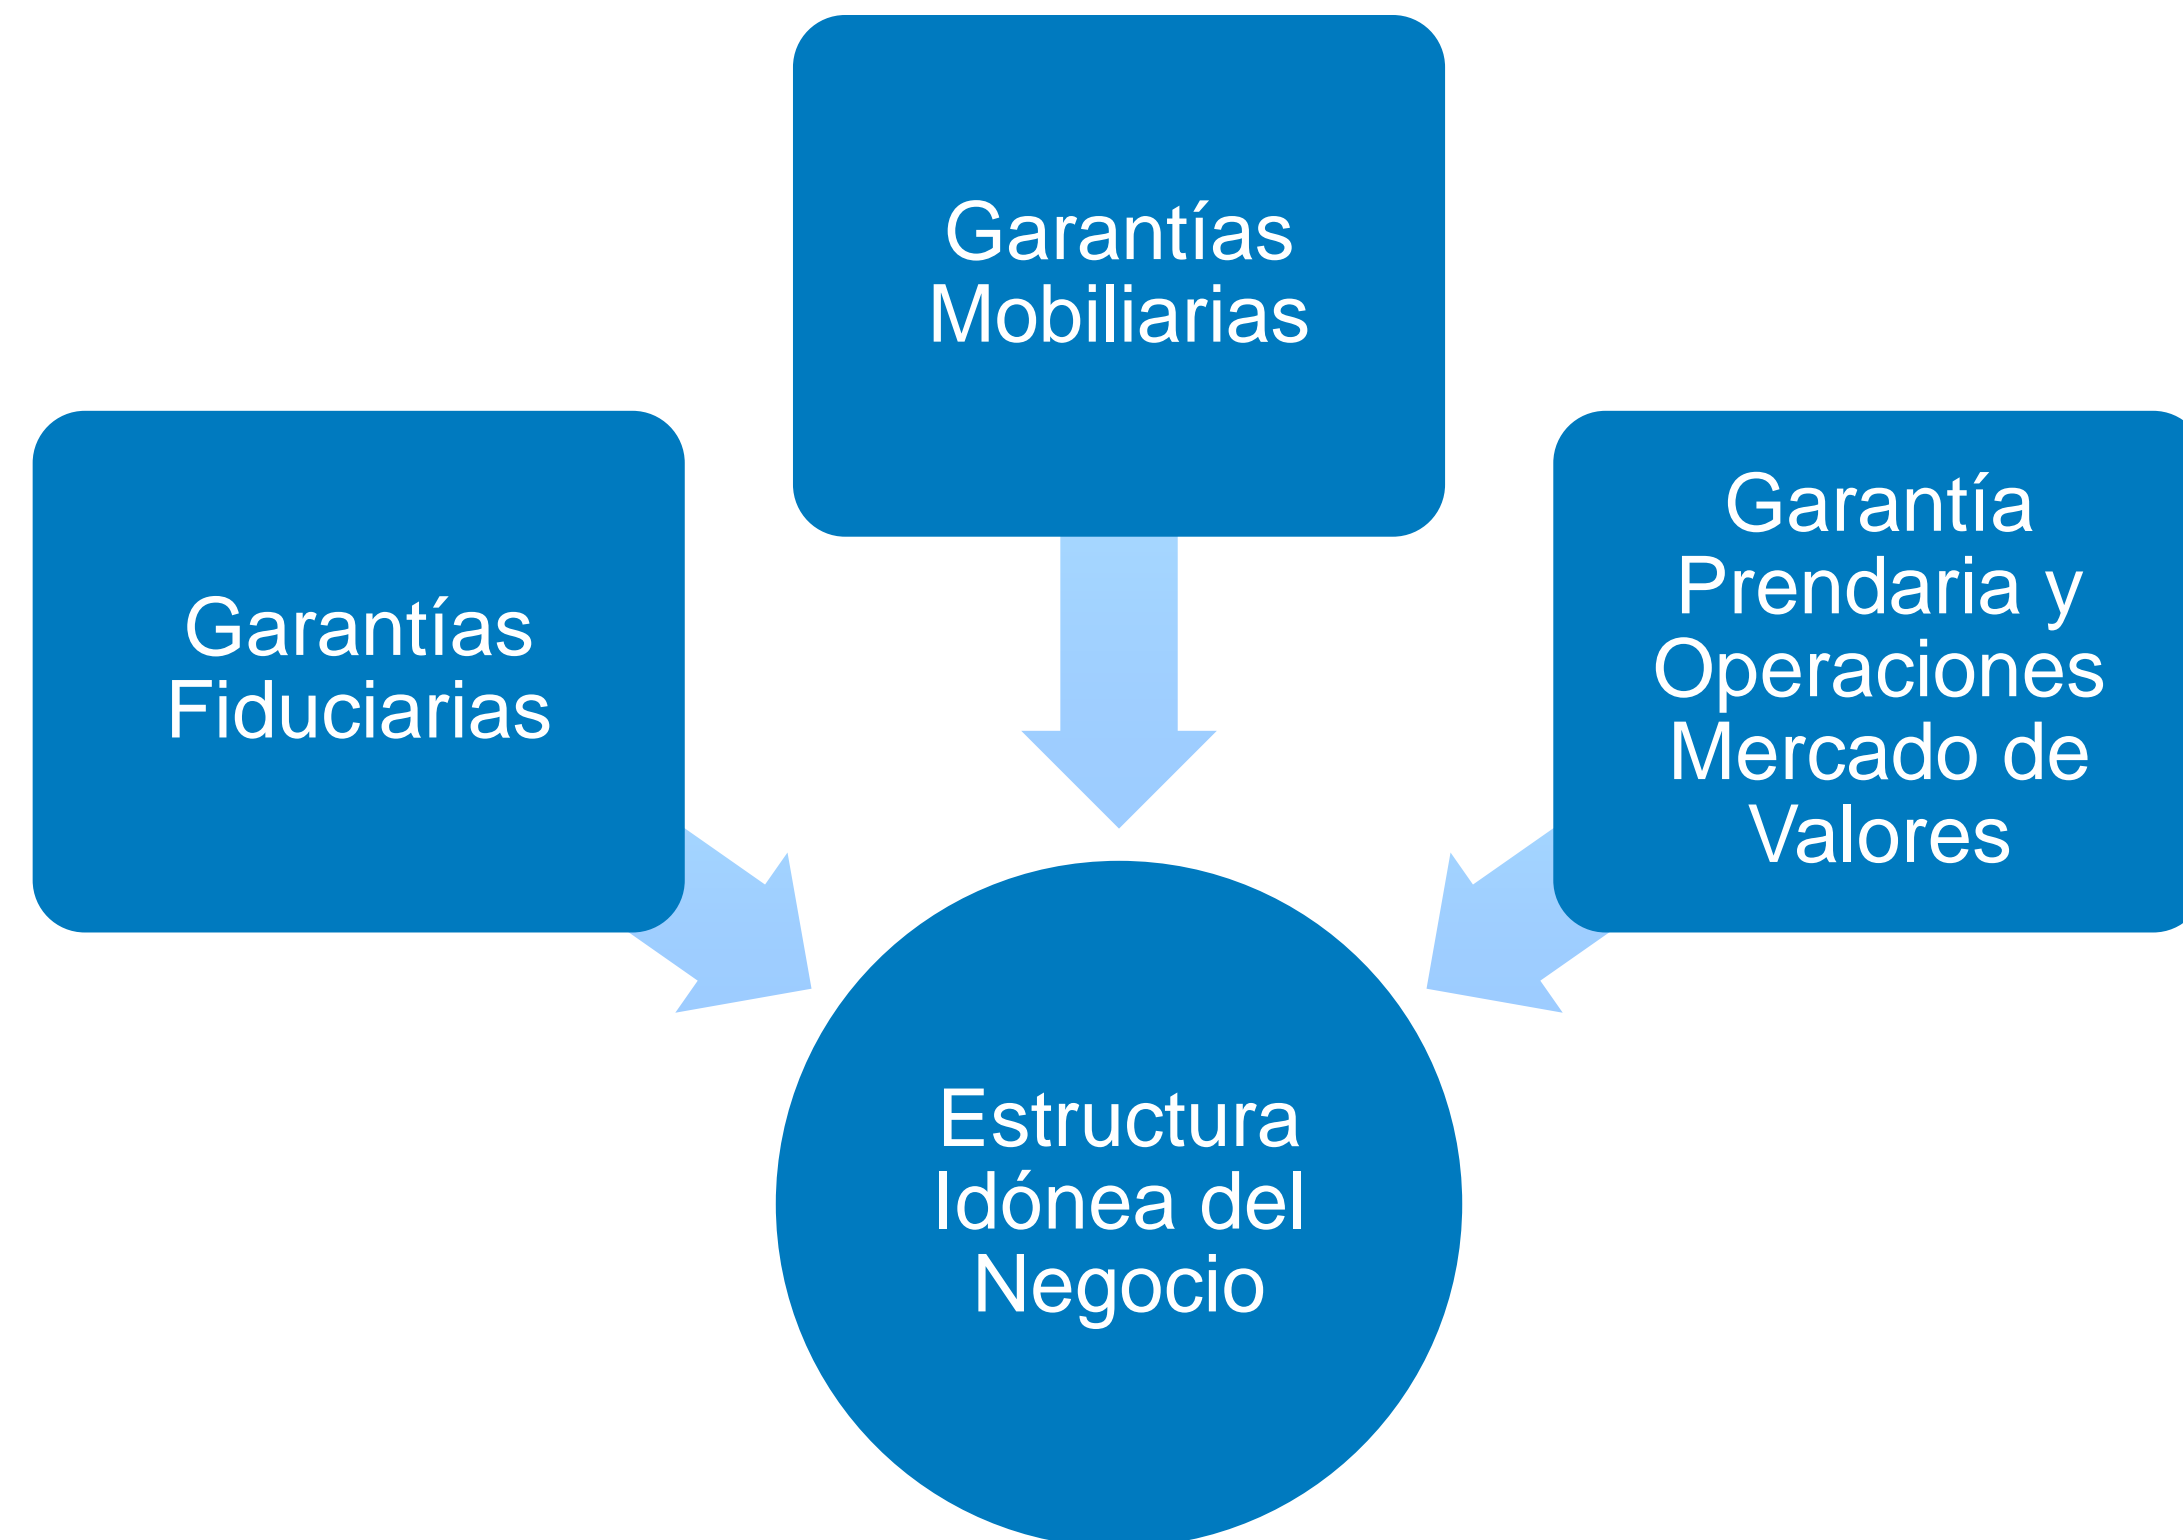 Garantías
Mobiliarias
Garantías
Fiduciarias
Garantía
Prendaria y
Operaciones
Mercado de
Valores
Estructura
Idónea del
Negocio